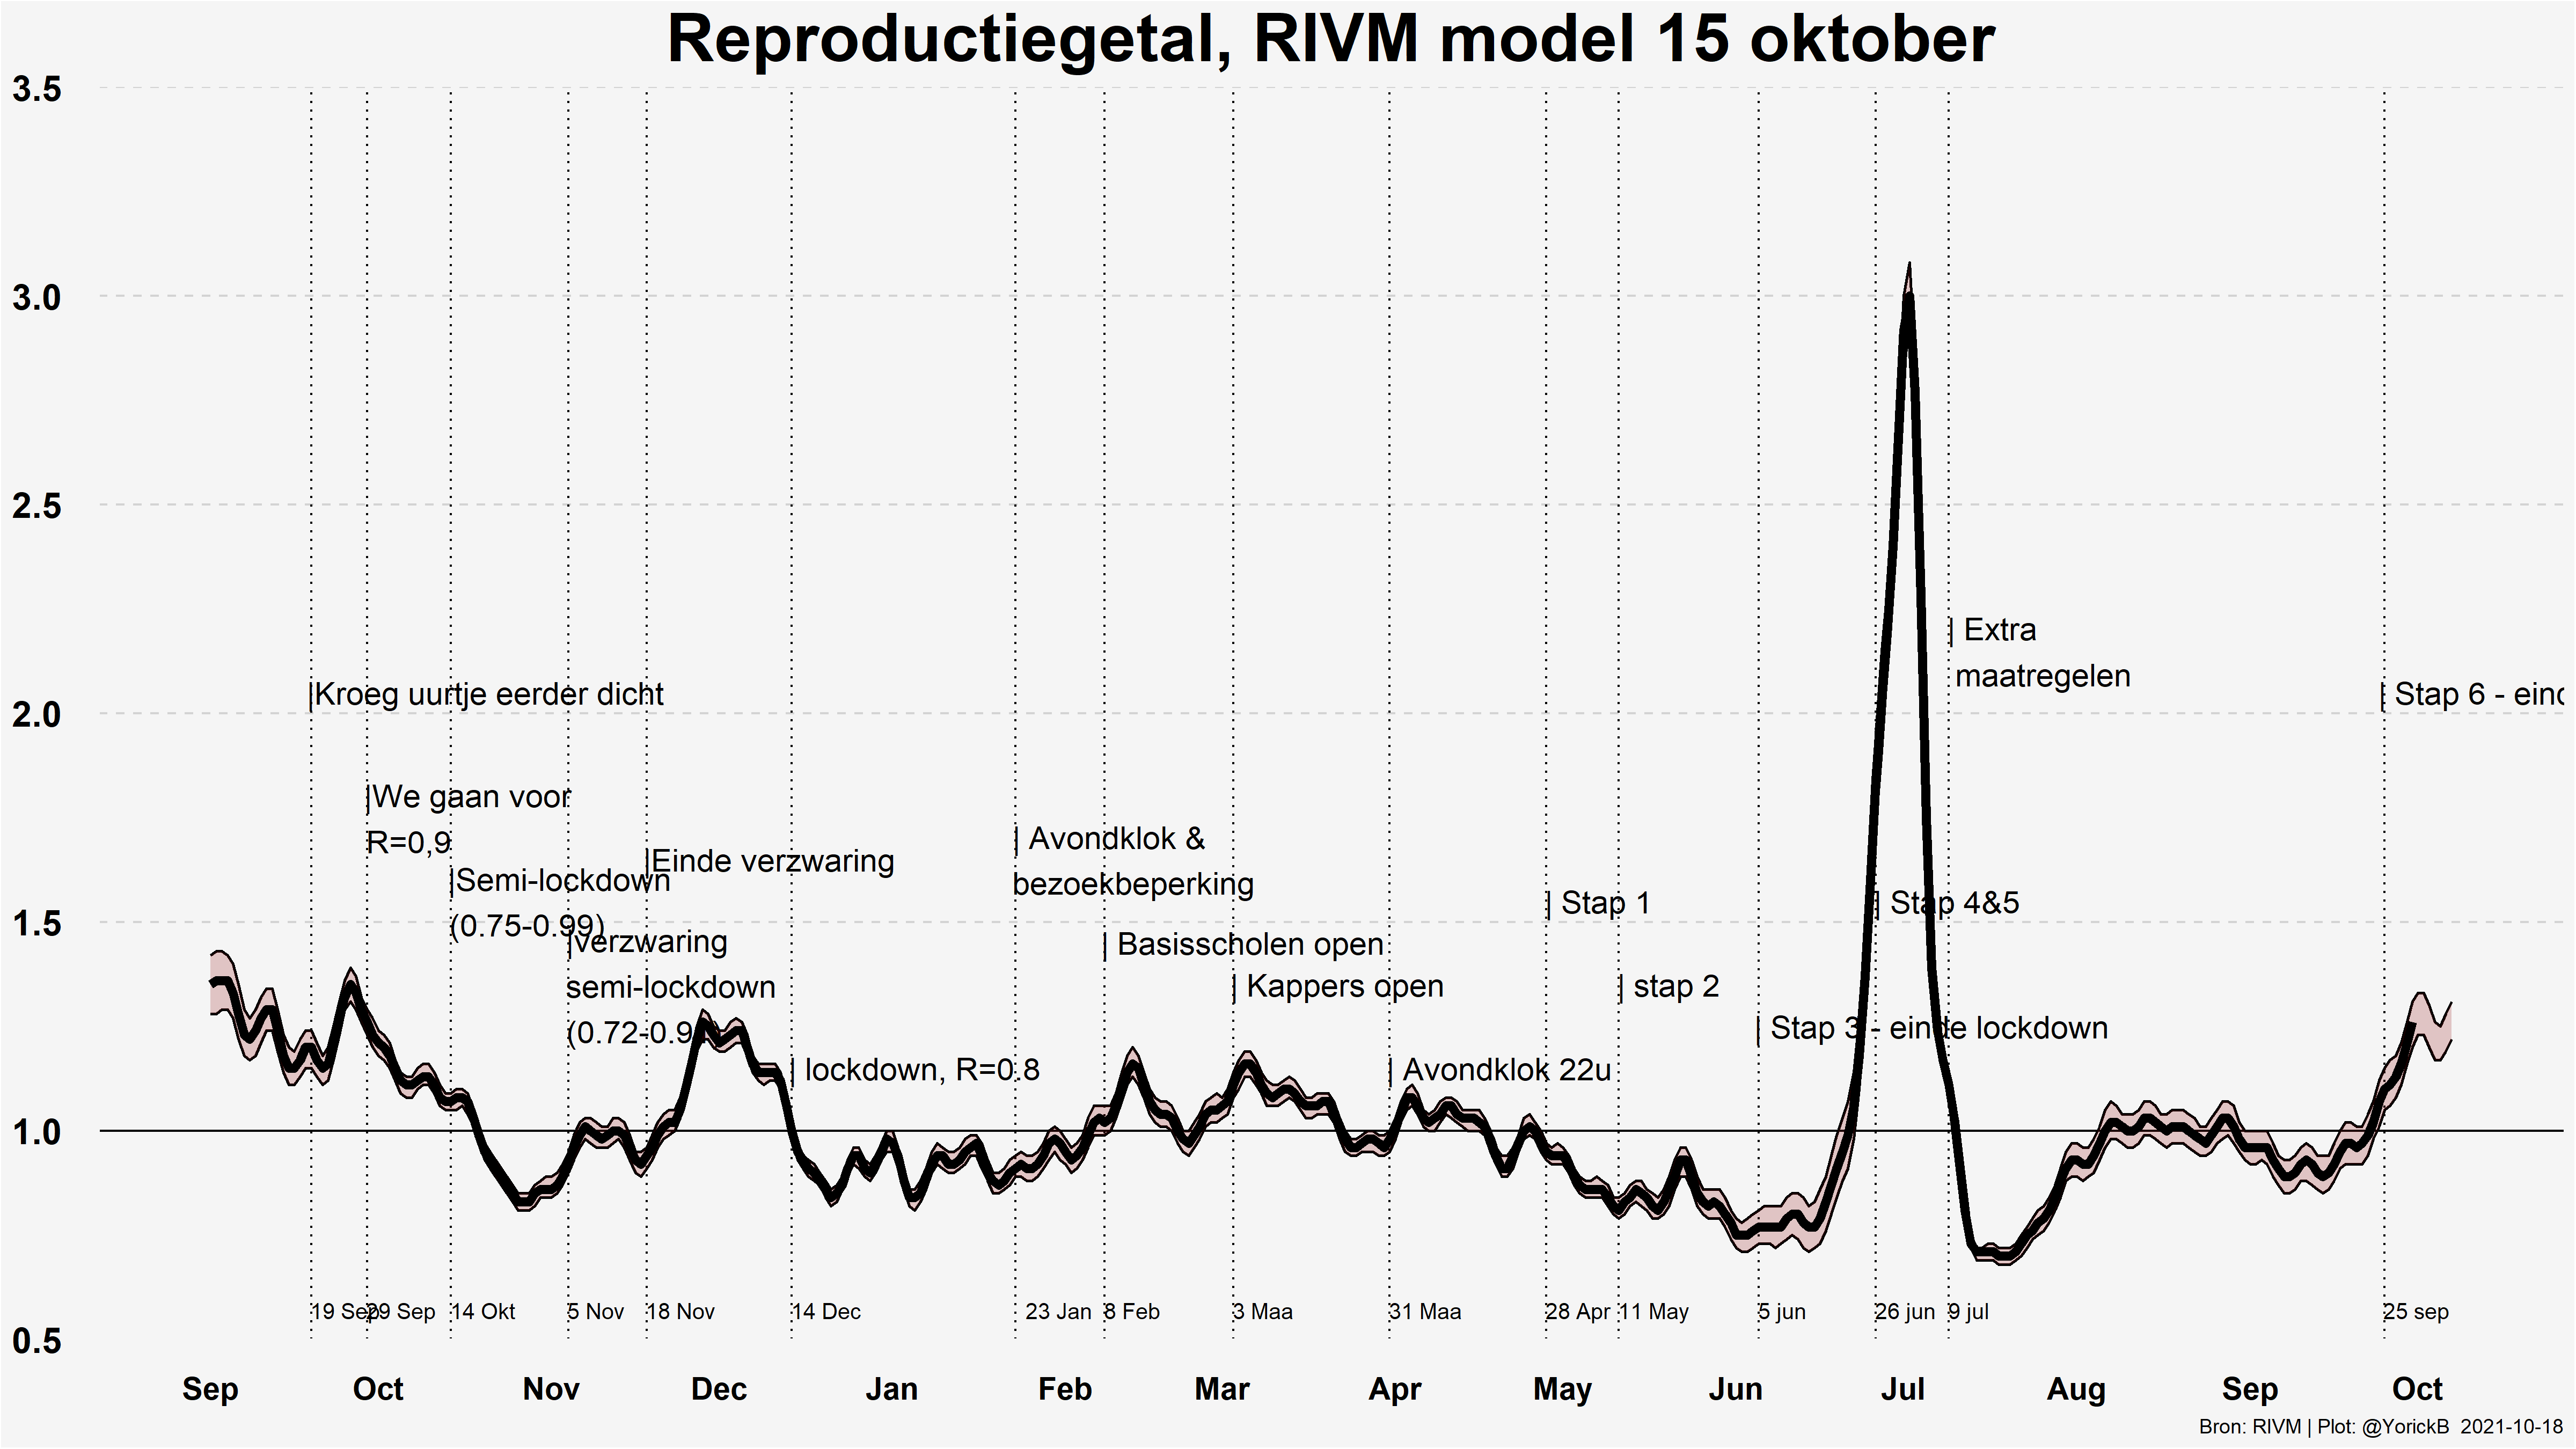 Reproductiegetal, RIVM model 15 oktober
3.5
3.0
2.5
2.0
1.5
1.0
0.5
|Kroeg uurtje eerder dicht
|We gaan voor
R=0,9
|Semi-lockdown
(0.75-0.99)
|verzwaring
semi-lockdown
(0.72-0.9
|Einde verzwaring
| lockdown, R=0.8
| Avondklok &
bezoekbeperking
| Basisscholen open
| Kappers open
| Avondklok 22u
| Stap 1
| stap 2
| Stap 3 - einde lockdown
| Stap 4&5
| Extra
maatregelen
| Stap 6 -
19 Sep
29 Sep
14 Okt
5 Nov
18 Nov
14 Dec
23 Jan
8 Feb
3 Maa
31 Maa
28 Apr
11 May
5 jun
26 jun
9 jul
25 sep
Sep
Oct
Nov
Dec
Jan
Feb
Mar
Apr
May
Jun
Jul
Aug
Sep
Oct
Bron: RIVM | Plot: @YorickB 2021-10-18